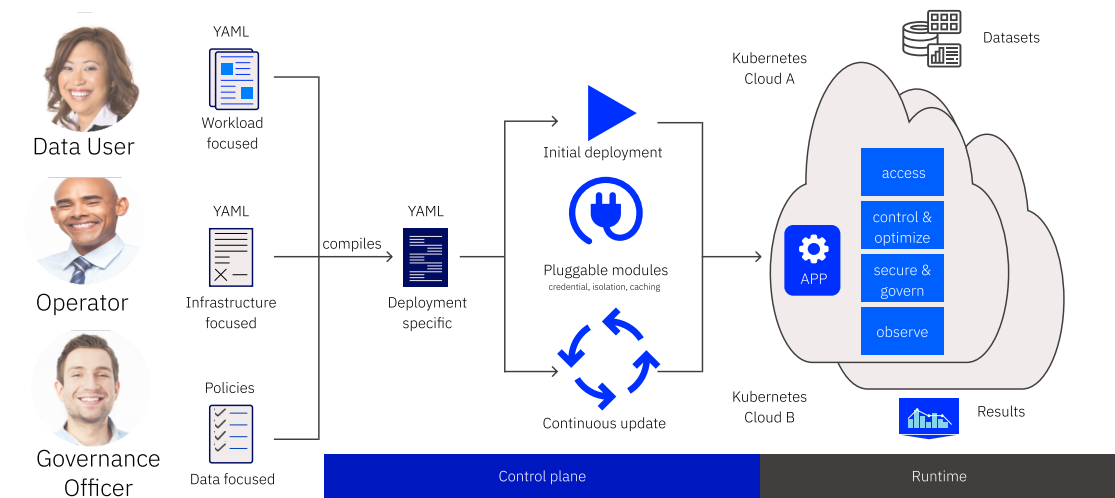 YAML
Workload
focused
Data User
YAML
Infrastructure
focused
Operator
Policies
Data focused
Governance
Officer
compiles
YAML
Deployment
specific
Initial deployment
Pluggable modules
credential, isolation, caching
Continuous update
Kubernetes
Cloud A
Datasets
APP
access
control &
optimize
secure &
govern
observe
Kubernetes
Cloud B
Results
Control plane
Runtime